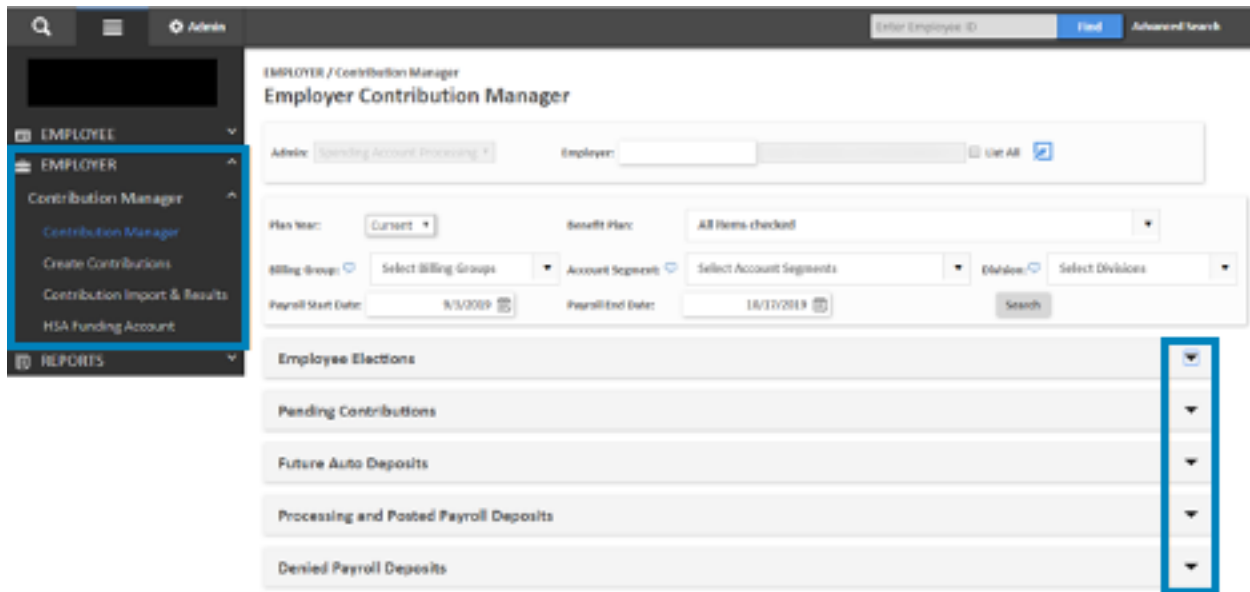 Admin
Enter Employee ID
Find
Advanced Search
EMPLOYER / Contribution Manager
Employer Contribution Manager
EMPLOYEE
EMPLOYER
Contribution Manager
Contribution Manager
Create Contributions
Contribution Import & Results
HSA Funding Account
REPORTS
Admin: Spending Account Processing Employer: List All
Plan Year: Current Benefit Plan: All items checked
Billing Group: Select Billing Groups Account Segment: Select Account Segments Division: Select Divisions
Payroll Start Date: 9/3/2019 Payroll End Date: 10/17/2019 Search
Employee Elections
Pending Contributions
Future Auto Deposits
Processing and Posted Payroll Deposits
Denied Payroll Deposits